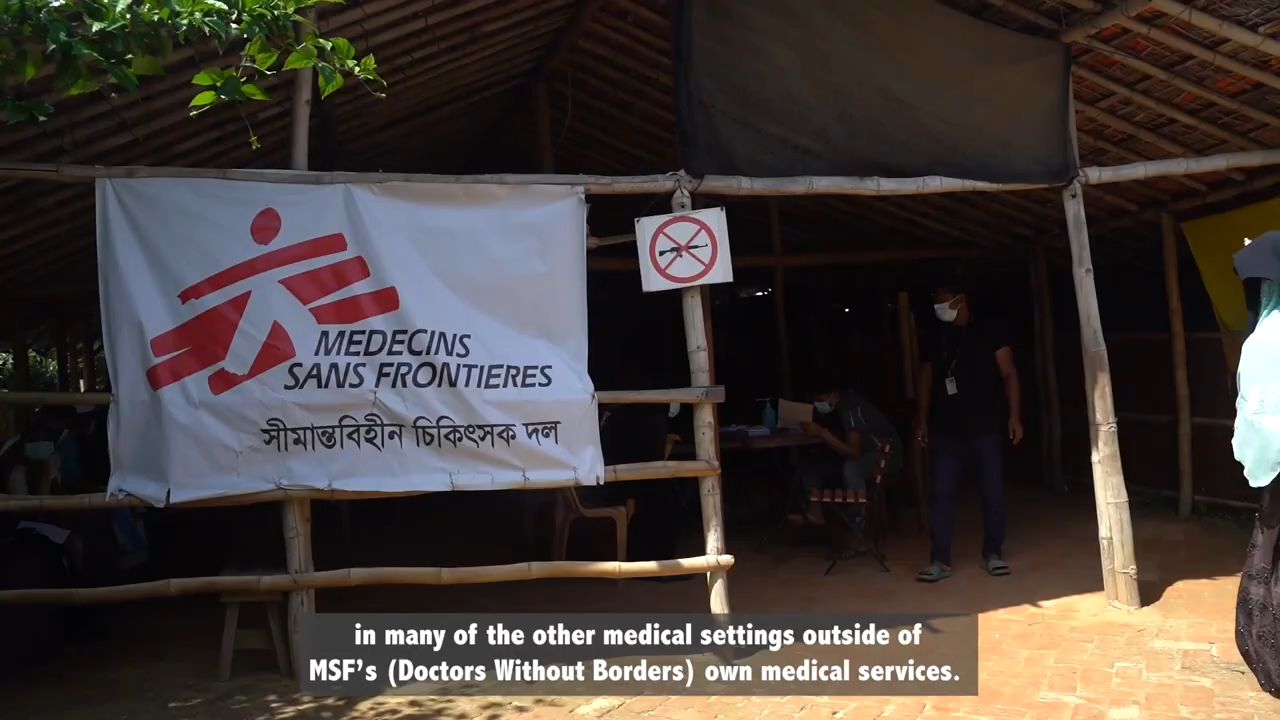 MEDECINS
SANS FRONTIERES
সীমান্তবিহীন চিকিৎসক দল
in many of the other medical settings outside of
MSF's (Doctors Without Borders) own medical services.